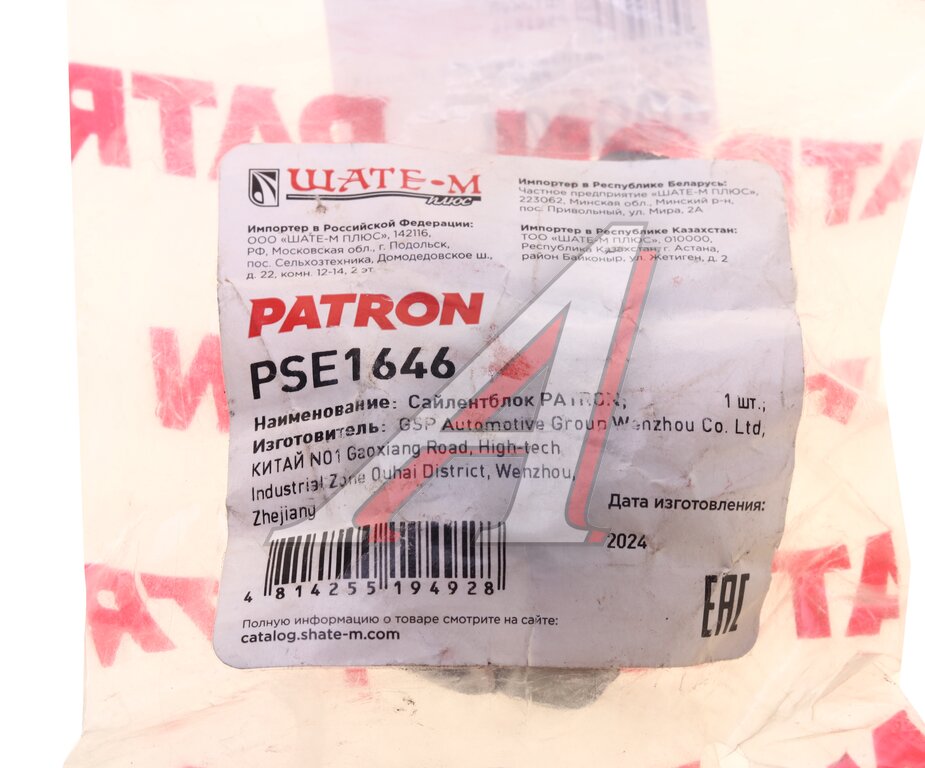 ШАТЕ-М
ПЛЮС
Импортер в Российской Федерации:
ООО «ШАТЕ-М ПЛЮС», 142116,
РФ, Московская обл., г. Подольск,
пос. Сельхозтехника, Домодедовское ш.,
д. 22, комн. 12-14, 2 эт.
Импортер в Республике Беларусь:
Частное предприятие «ШАТЕ-М ПЛЮС»,
223062, Минская обл., Минский р-н,
пос. Привольный, ул. Мира, 2А
Импортер в Республике Казахстан:
ТОО «ШАТЕ-М ПЛЮС», 010000,
Республика Казахстан, г. Астана,
район Байконыр, ул. Жетиген, д. 2
PATRON
PSE1646
Наименование: Сайлентблок PATRON, 1 шт.,
Изготовитель: GSP Automotive Group Wenzhou Co. Ltd,
КИТАЙ NO1 Gaoxiang Road, High-tech
Industrial Zone Ouhai District, Wenzhou,
Zhejiang
Дата изготовления:
2024
4 814255 194928
EAC
Полную информацию о товаре смотрите на сайте:
catalog.shate-m.com